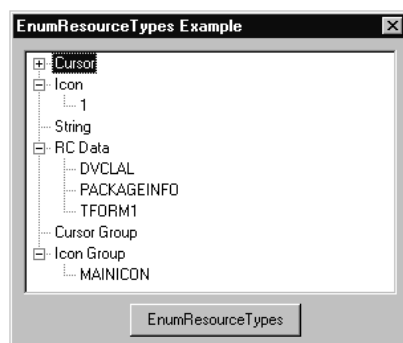 EnumResourceTypes Example
Cursor
Icon
1
String
RC Data
DVCLAL
PACKAGEINFO
TFORM1
Cursor Group
Icon Group
MAINICON
EnumResourceTypes